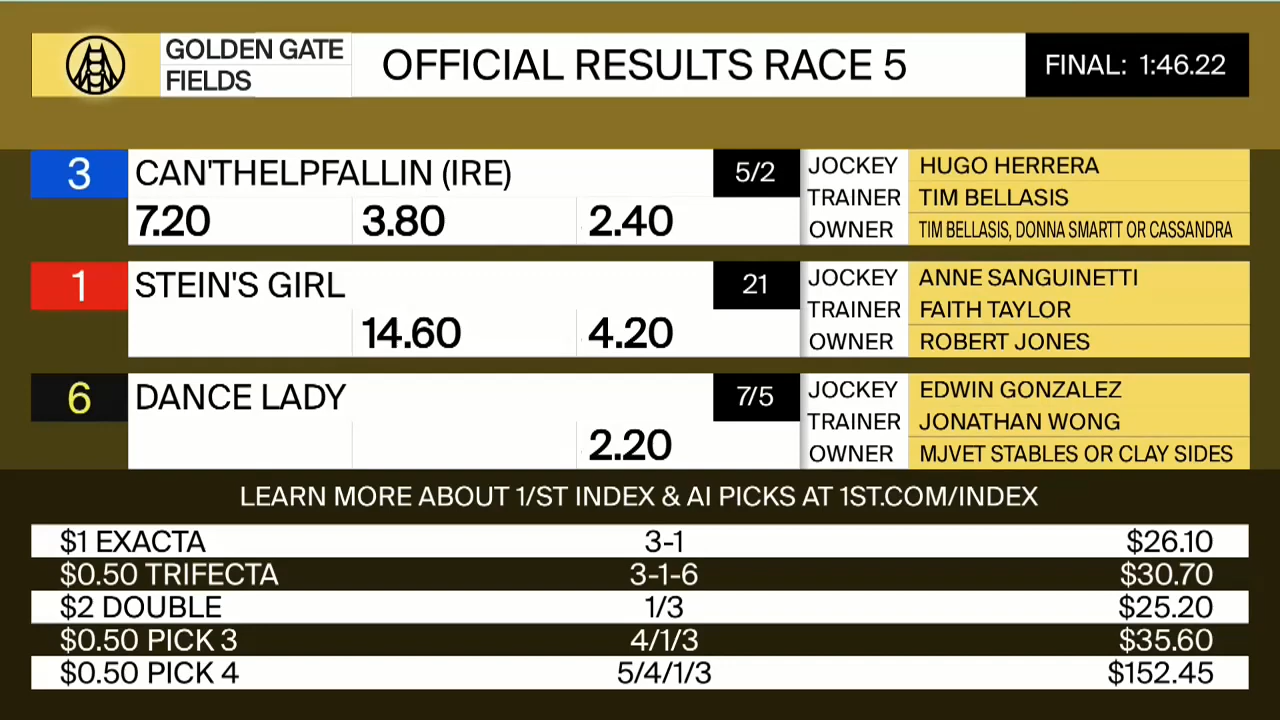 GOLDEN GATE FIELDS
OFFICIAL RESULTS RACE 5
FINAL: 1:46.22
3 CAN'THELPFALLIN (IRE) 5/2
7.20 3.80 2.40
JOCKEY HUGO HERRERA
TRAINER TIM BELLASIS
OWNER TIM BELLASIS, DONNA SMARTT OR CASSANDRA
1 STEIN'S GIRL 21
14.60 4.20
JOCKEY ANNE SANGUINETTI
TRAINER FAITH TAYLOR
OWNER ROBERT JONES
6 DANCE LADY 7/5
2.20
JOCKEY EDWIN GONZALEZ
TRAINER JONATHAN WONG
OWNER MJVET STABLES OR CLAY SIDES
LEARN MORE ABOUT 1/ST INDEX & AI PICKS AT 1ST.COM/INDEX
$1 EXACTA 3-1 $26.10
$0.50 TRIFECTA 3-1-6 $30.70
$2 DOUBLE 1/3 $25.20
$0.50 PICK 3 4/1/3 $35.60
$0.50 PICK 4 5/4/1/3 $152.45